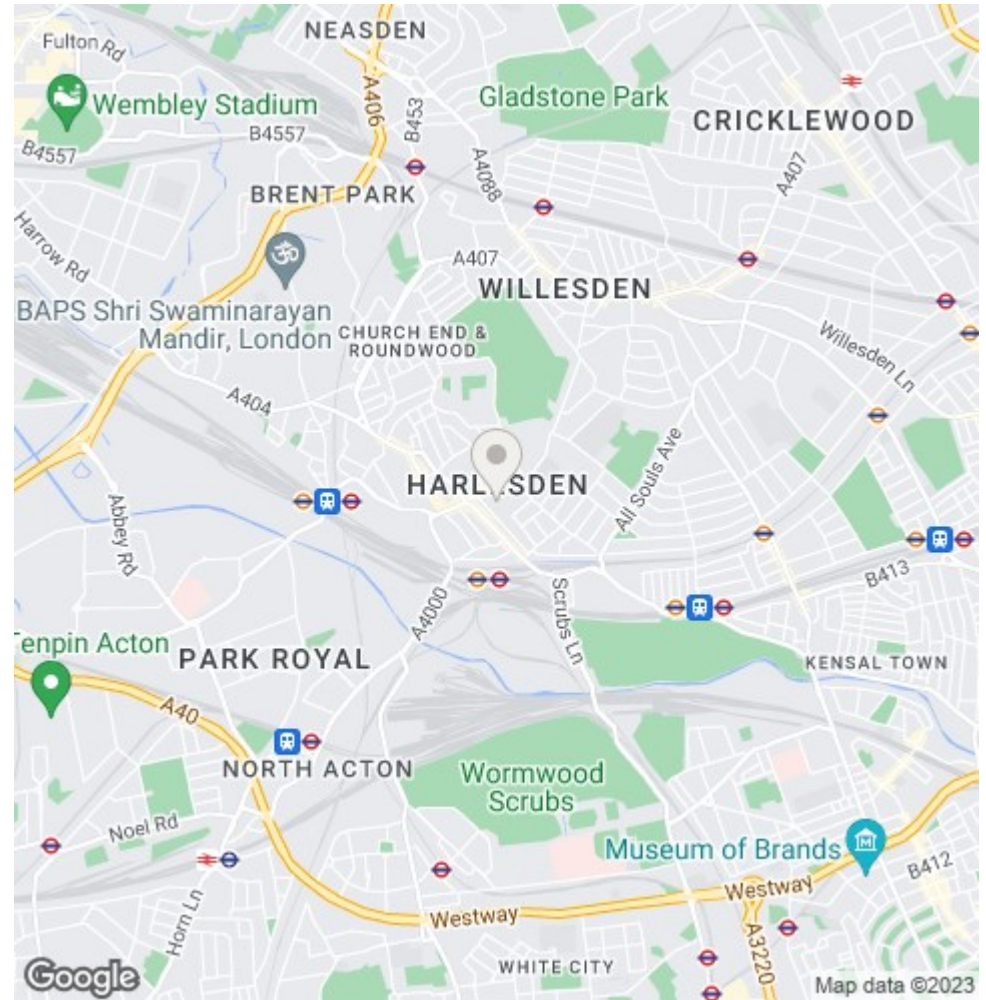 NEASDEN
Fulton Rd
Wembley Stadium
A406
B453
Gladstone Park
CRICKLEWOOD
B4557
B4557
A4088
A407
BRENT PARK
Harrow Rd
A407
WILLESDEN
BAPS Shri Swaminarayan
Mandir, London
CHURCH END &
ROUNDWOOD
Willesden Ln
A404
HARLESDEN
All Souls Ave
Abbey Rd
B413
A4000
Scrubs Ln
Tenpin Acton
PARK ROYAL
KENSAL TOWN
A40
NORTH ACTON
Wormwood
Scrubs
Noel Rd
Museum of Brands
B412
Westway
Westway
Horn Ln
A3220
WHITE CITY
Google
Map data ©2023